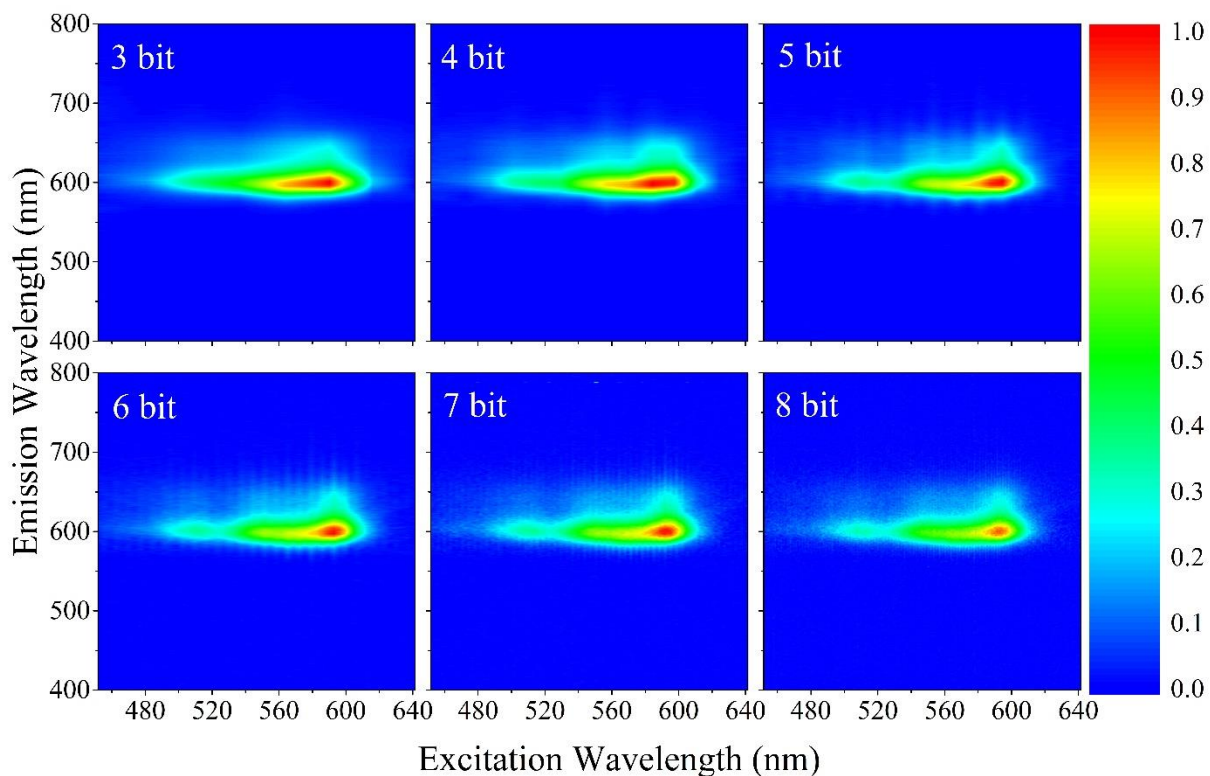 800
700
600
500
400
3 bit
4 bit
5 bit
1.0
0.9
0.8
0.7
0.6
0.5
0.4
0.3
0.2
0.1
0.0
800
700
600
500
400
6 bit
7 bit
8 bit
480 520 560 600 640 480 520 560 600 640 480 520 560 600 640
Emission Wavelength (nm)
Excitation Wavelength (nm)